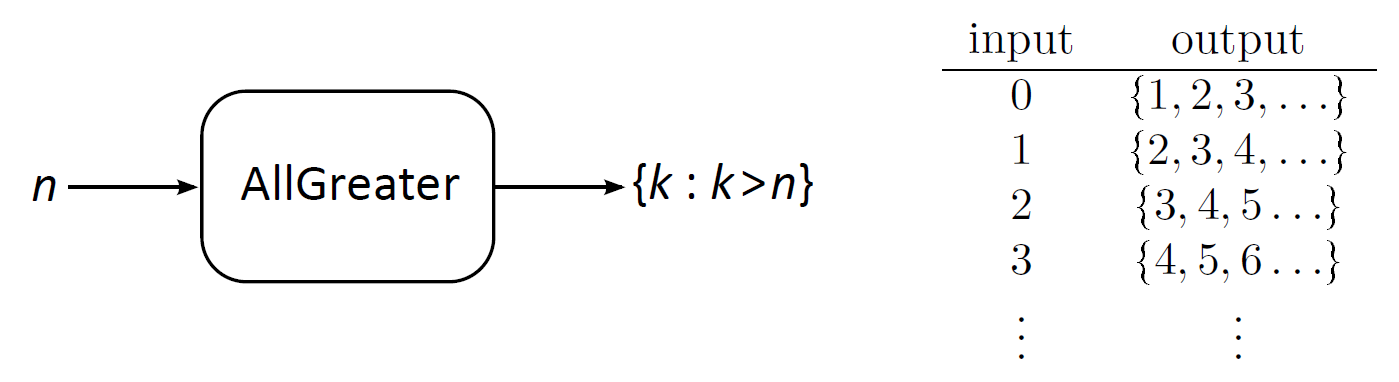 n AllGreater {k : k>n}
input output
0 {1, 2, 3, . . .}
1 {2, 3, 4, . . .}
2 {3, 4, 5 . . .}
3 {4, 5, 6 . . .}
⋮ ⋮